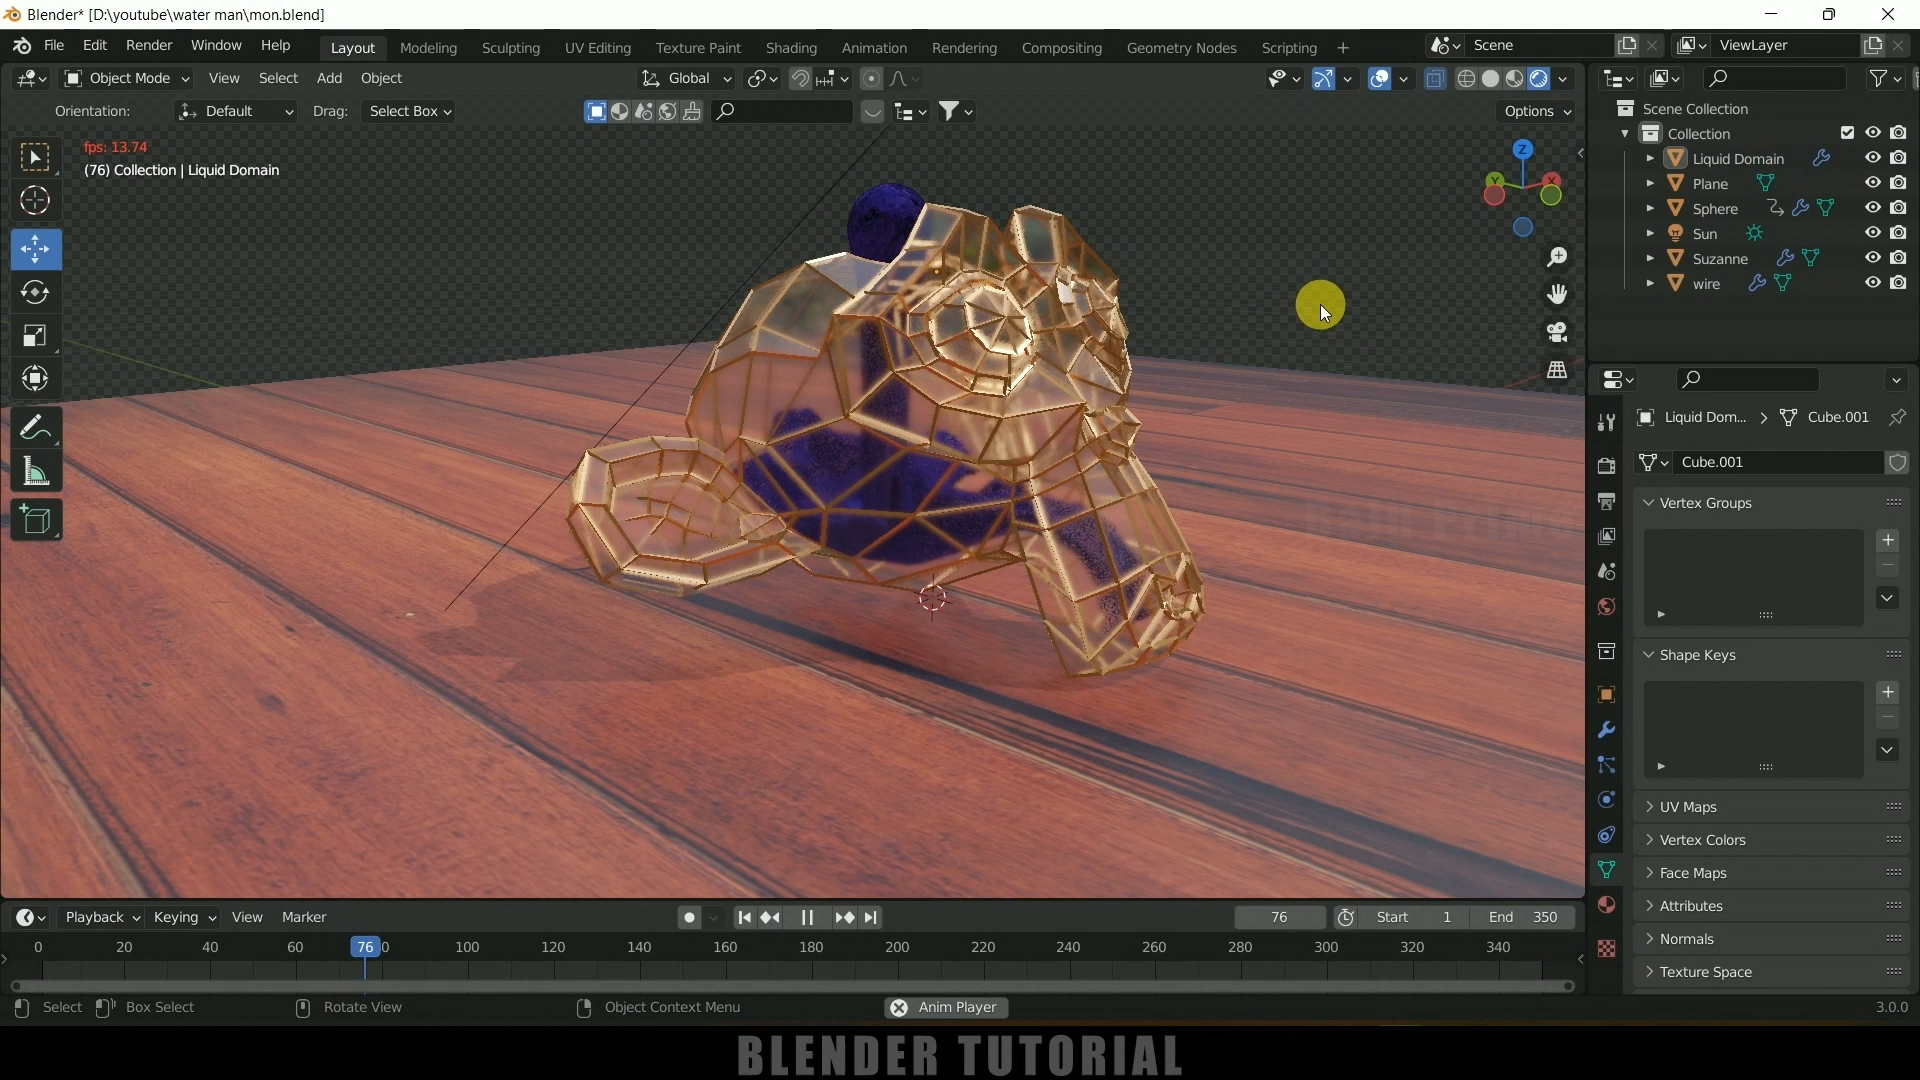 Blender* [D:\youtube\water man\mon.blend]
File Edit Render Window Help Layout Modeling Sculpting UV Editing Texture Paint Shading Animation Rendering Compositing Geometry Nodes Scripting + Scene ViewLayer
Object Mode View Select Add Object Global
Orientation: Default Drag: Select Box Options
fps: 13.74
(76) Collection | Liquid Domain
Z
Y X
Scene Collection
Collection
Liquid Domain
Plane
Sphere
Sun
Suzanne
wire
Liquid Dom... > Cube.001
Cube.001
Vertex Groups
Shape Keys
UV Maps
Vertex Colors
Face Maps
Attributes
Normals
Texture Space
Playback Keying View Marker 76 Start 1 End 350
0 20 40 60 76 100 120 140 160 180 200 220 240 260 280 300 320 340
Select Box Select Rotate View Object Context Menu Anim Player 3.0.0
BLENDER TUTORIAL